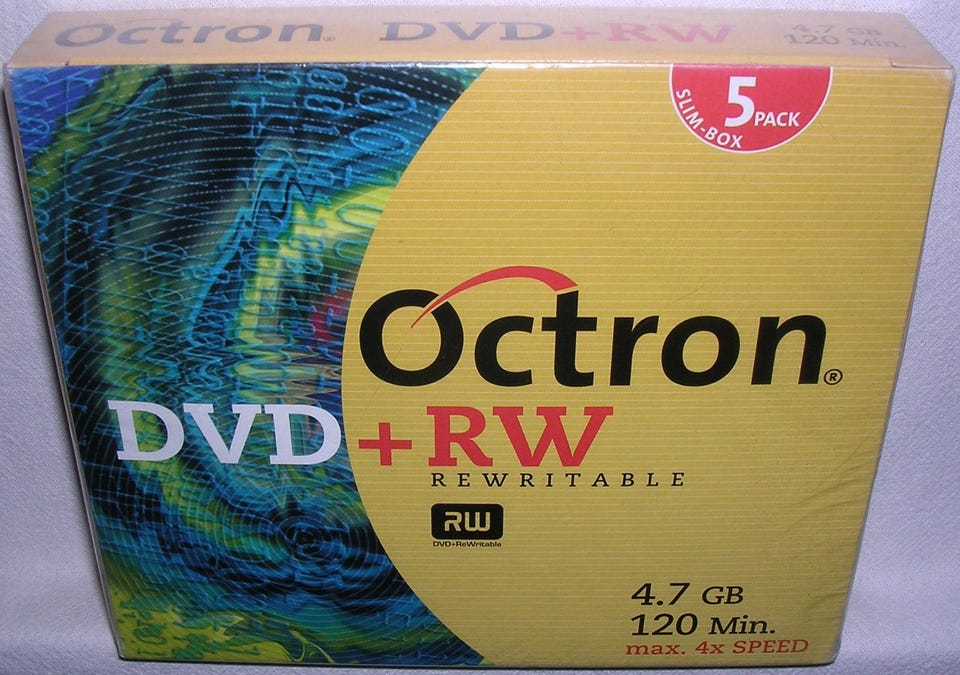 Octron® DVD+RW 4.7 GB
120 Min.
5 PACK
SLIM-BOX
Octron®
DVD+RW
REWRITABLE
RW
DVD+ReWritable
4.7 GB
120 Min.
max. 4x SPEED